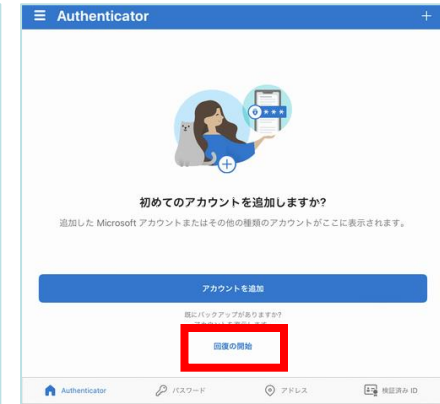 Authenticator
初めてのアカウントを追加しますか?
追加した Microsoft アカウントまたはその他の種類のアカウントがここに表示されます。
アカウントを追加
既にバックアップがありますか?
回復の開始
Authenticator
パスワード
アドレス
検証済み ID